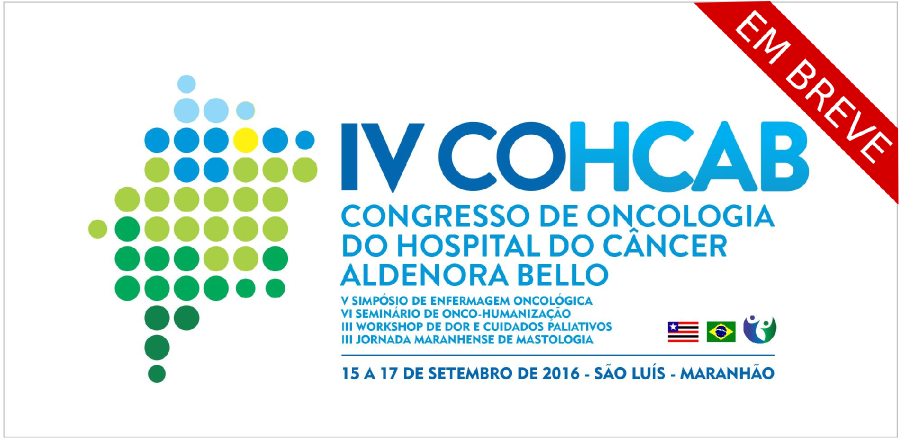 EM BREVE
IV COHCAB
CONGRESSO DE ONCOLOGIA
DO HOSPITAL DO CÂNCER
ALDENORA BELLO
V SIMPÓSIO DE ENFERMAGEM ONCOLÓGICA
VI SEMINÁRIO DE ONCO-HUMANIZAÇÃO
III WORKSHOP DE DOR E CUIDADOS PALIATIVOS
III JORNADA MARANHENSE DE MASTOLOGIA
15 A 17 DE SETEMBRO DE 2016 - SÃO LUÍS - MARANHÃO